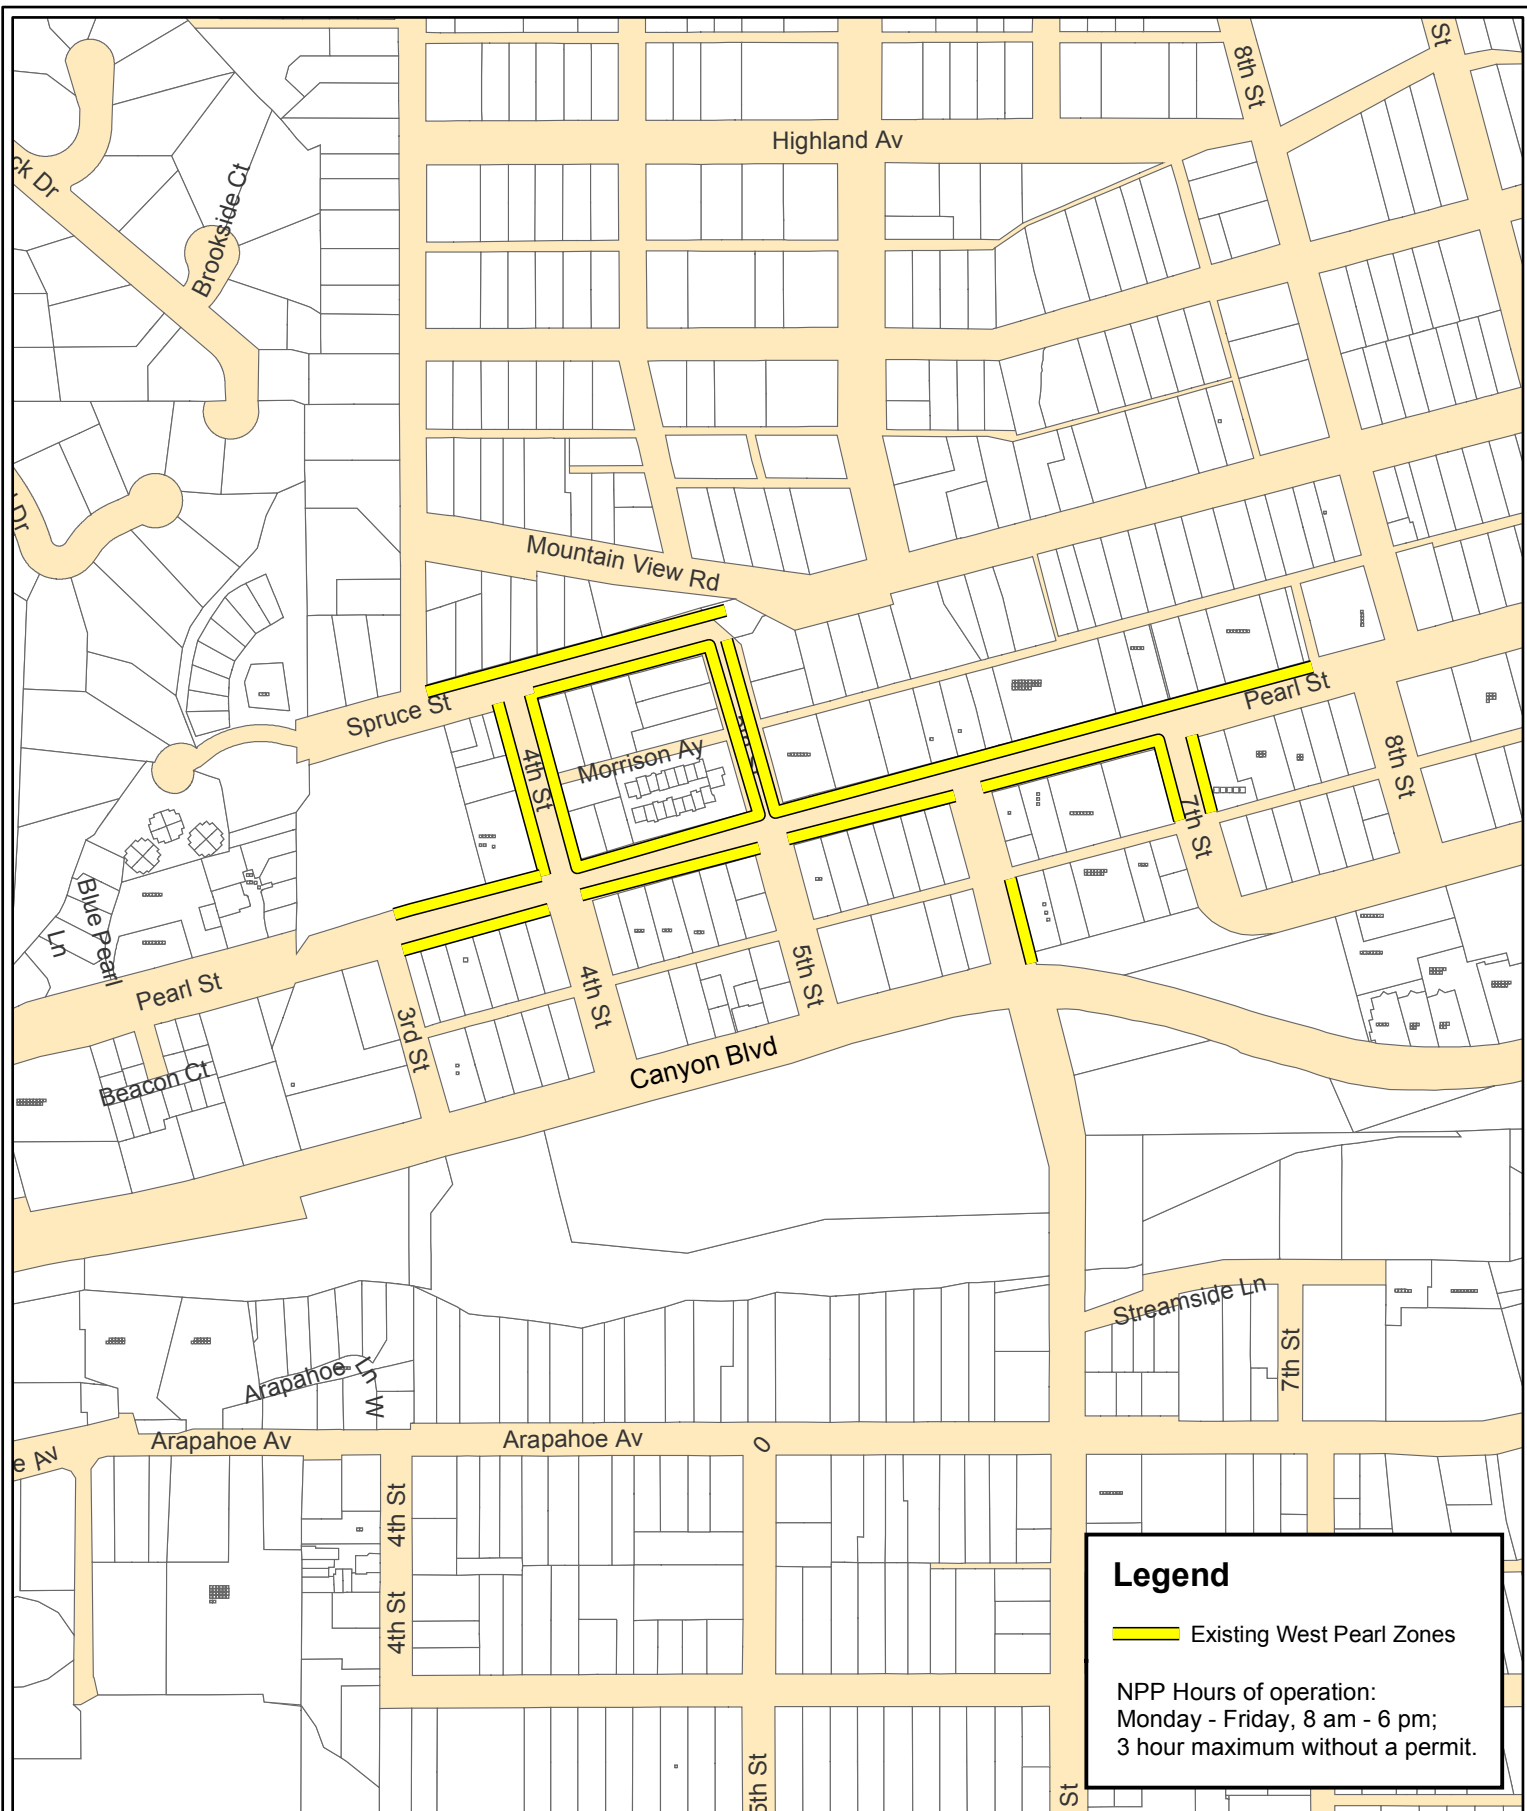 8th St
St
Highland Av
ck Dr
Brookside Ct
Dr
Mountain View Rd
Spruce St
4th St
Morrison Ay
Pearl St
8th St
7th St
Blue Pearl
Ln
Pearl St
3rd St
4th St
5th St
Beacon Ct
Canyon Blvd
Streamside Ln
7th St
Arapahoe Ln W
Arapahoe Av
Arapahoe Av
e Av
4th St
4th St
5th St
St
Legend
Existing West Pearl Zones
NPP Hours of operation:
Monday - Friday, 8 am - 6 pm;
3 hour maximum without a permit.